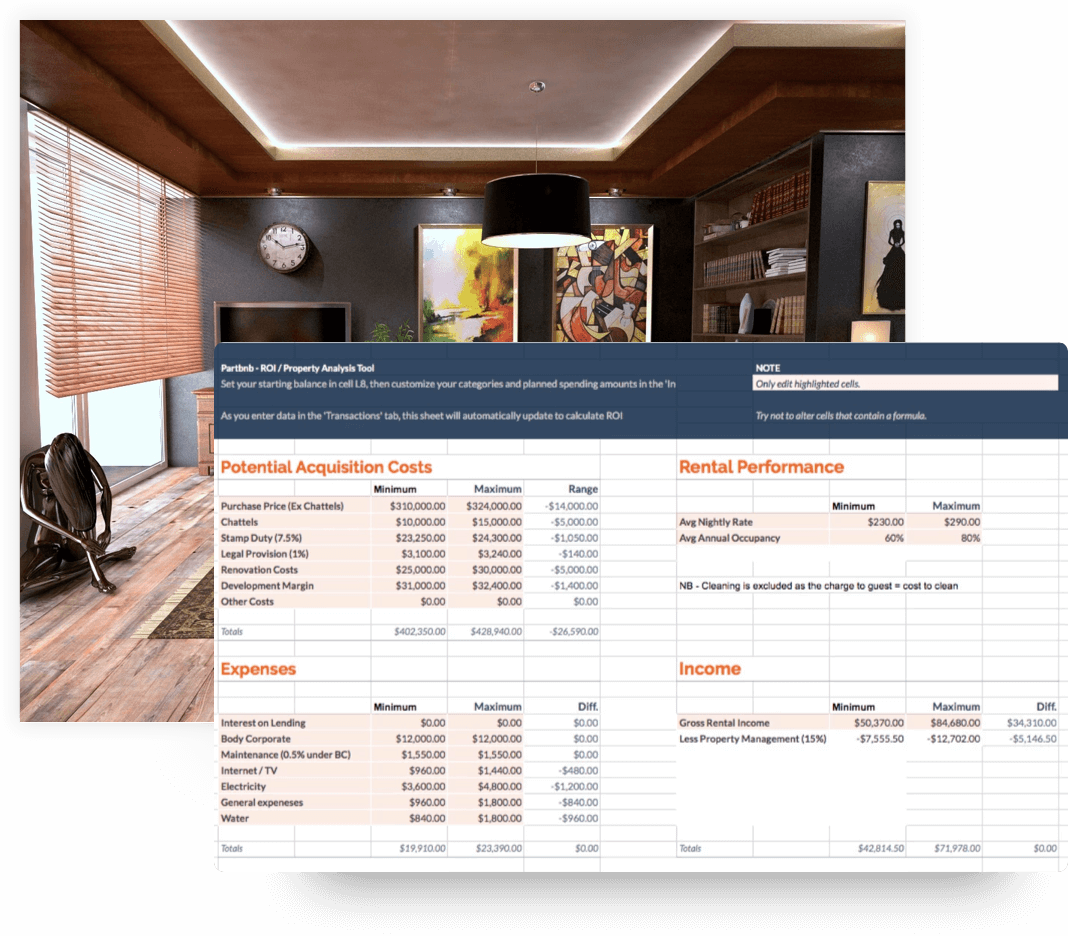 Partbnb - ROI / Property Analysis Tool
NOTE
Set your starting balance in cell L8, then customize your categories and planned spending amounts in the 'In
Only edit highlighted cells.
As you enter data in the 'Transactions' tab, this sheet will automatically update to calculate ROI
Try not to alter cells that contain a formula.
Potential Acquisition Costs
Minimum Maximum Range
Purchase Price (Ex Chattels) $310,000.00 $324,000.00 -$14,000.00
Chattels $10,000.00 $15,000.00 -$5,000.00
Stamp Duty (7.5%) $23,250.00 $24,300.00 -$1,050.00
Legal Provision (1%) $3,100.00 $3,240.00 -$140.00
Renovation Costs $25,000.00 $30,000.00 -$5,000.00
Development Margin $31,000.00 $32,400.00 -$1,400.00
Other Costs $0.00 $0.00 $0.00
Totals $402,350.00 $428,940.00 -$26,590.00
Rental Performance
Minimum Maximum
Avg Nightly Rate $230.00 $290.00
Avg Annual Occupancy 60% 80%
NB - Cleaning is excluded as the charge to guest = cost to clean
Expenses
Minimum Maximum Diff.
Interest on Lending $0.00 $0.00 $0.00
Body Corporate $12,000.00 $12,000.00 $0.00
Maintenance (0.5% under BC) $1,550.00 $1,550.00 $0.00
Internet / TV $960.00 $1,440.00 -$480.00
Electricity $3,600.00 $4,800.00 -$1,200.00
General expeneses $960.00 $1,800.00 -$840.00
Water $840.00 $1,800.00 -$960.00
Totals $19,910.00 $23,390.00 $0.00
Income
Minimum Maximum Diff.
Gross Rental Income $50,370.00 $84,680.00 $34,310.00
Less Property Management (15%) -$7,555.50 -$12,702.00 -$5,146.50
Totals $42,814.50 $71,978.00 $0.00